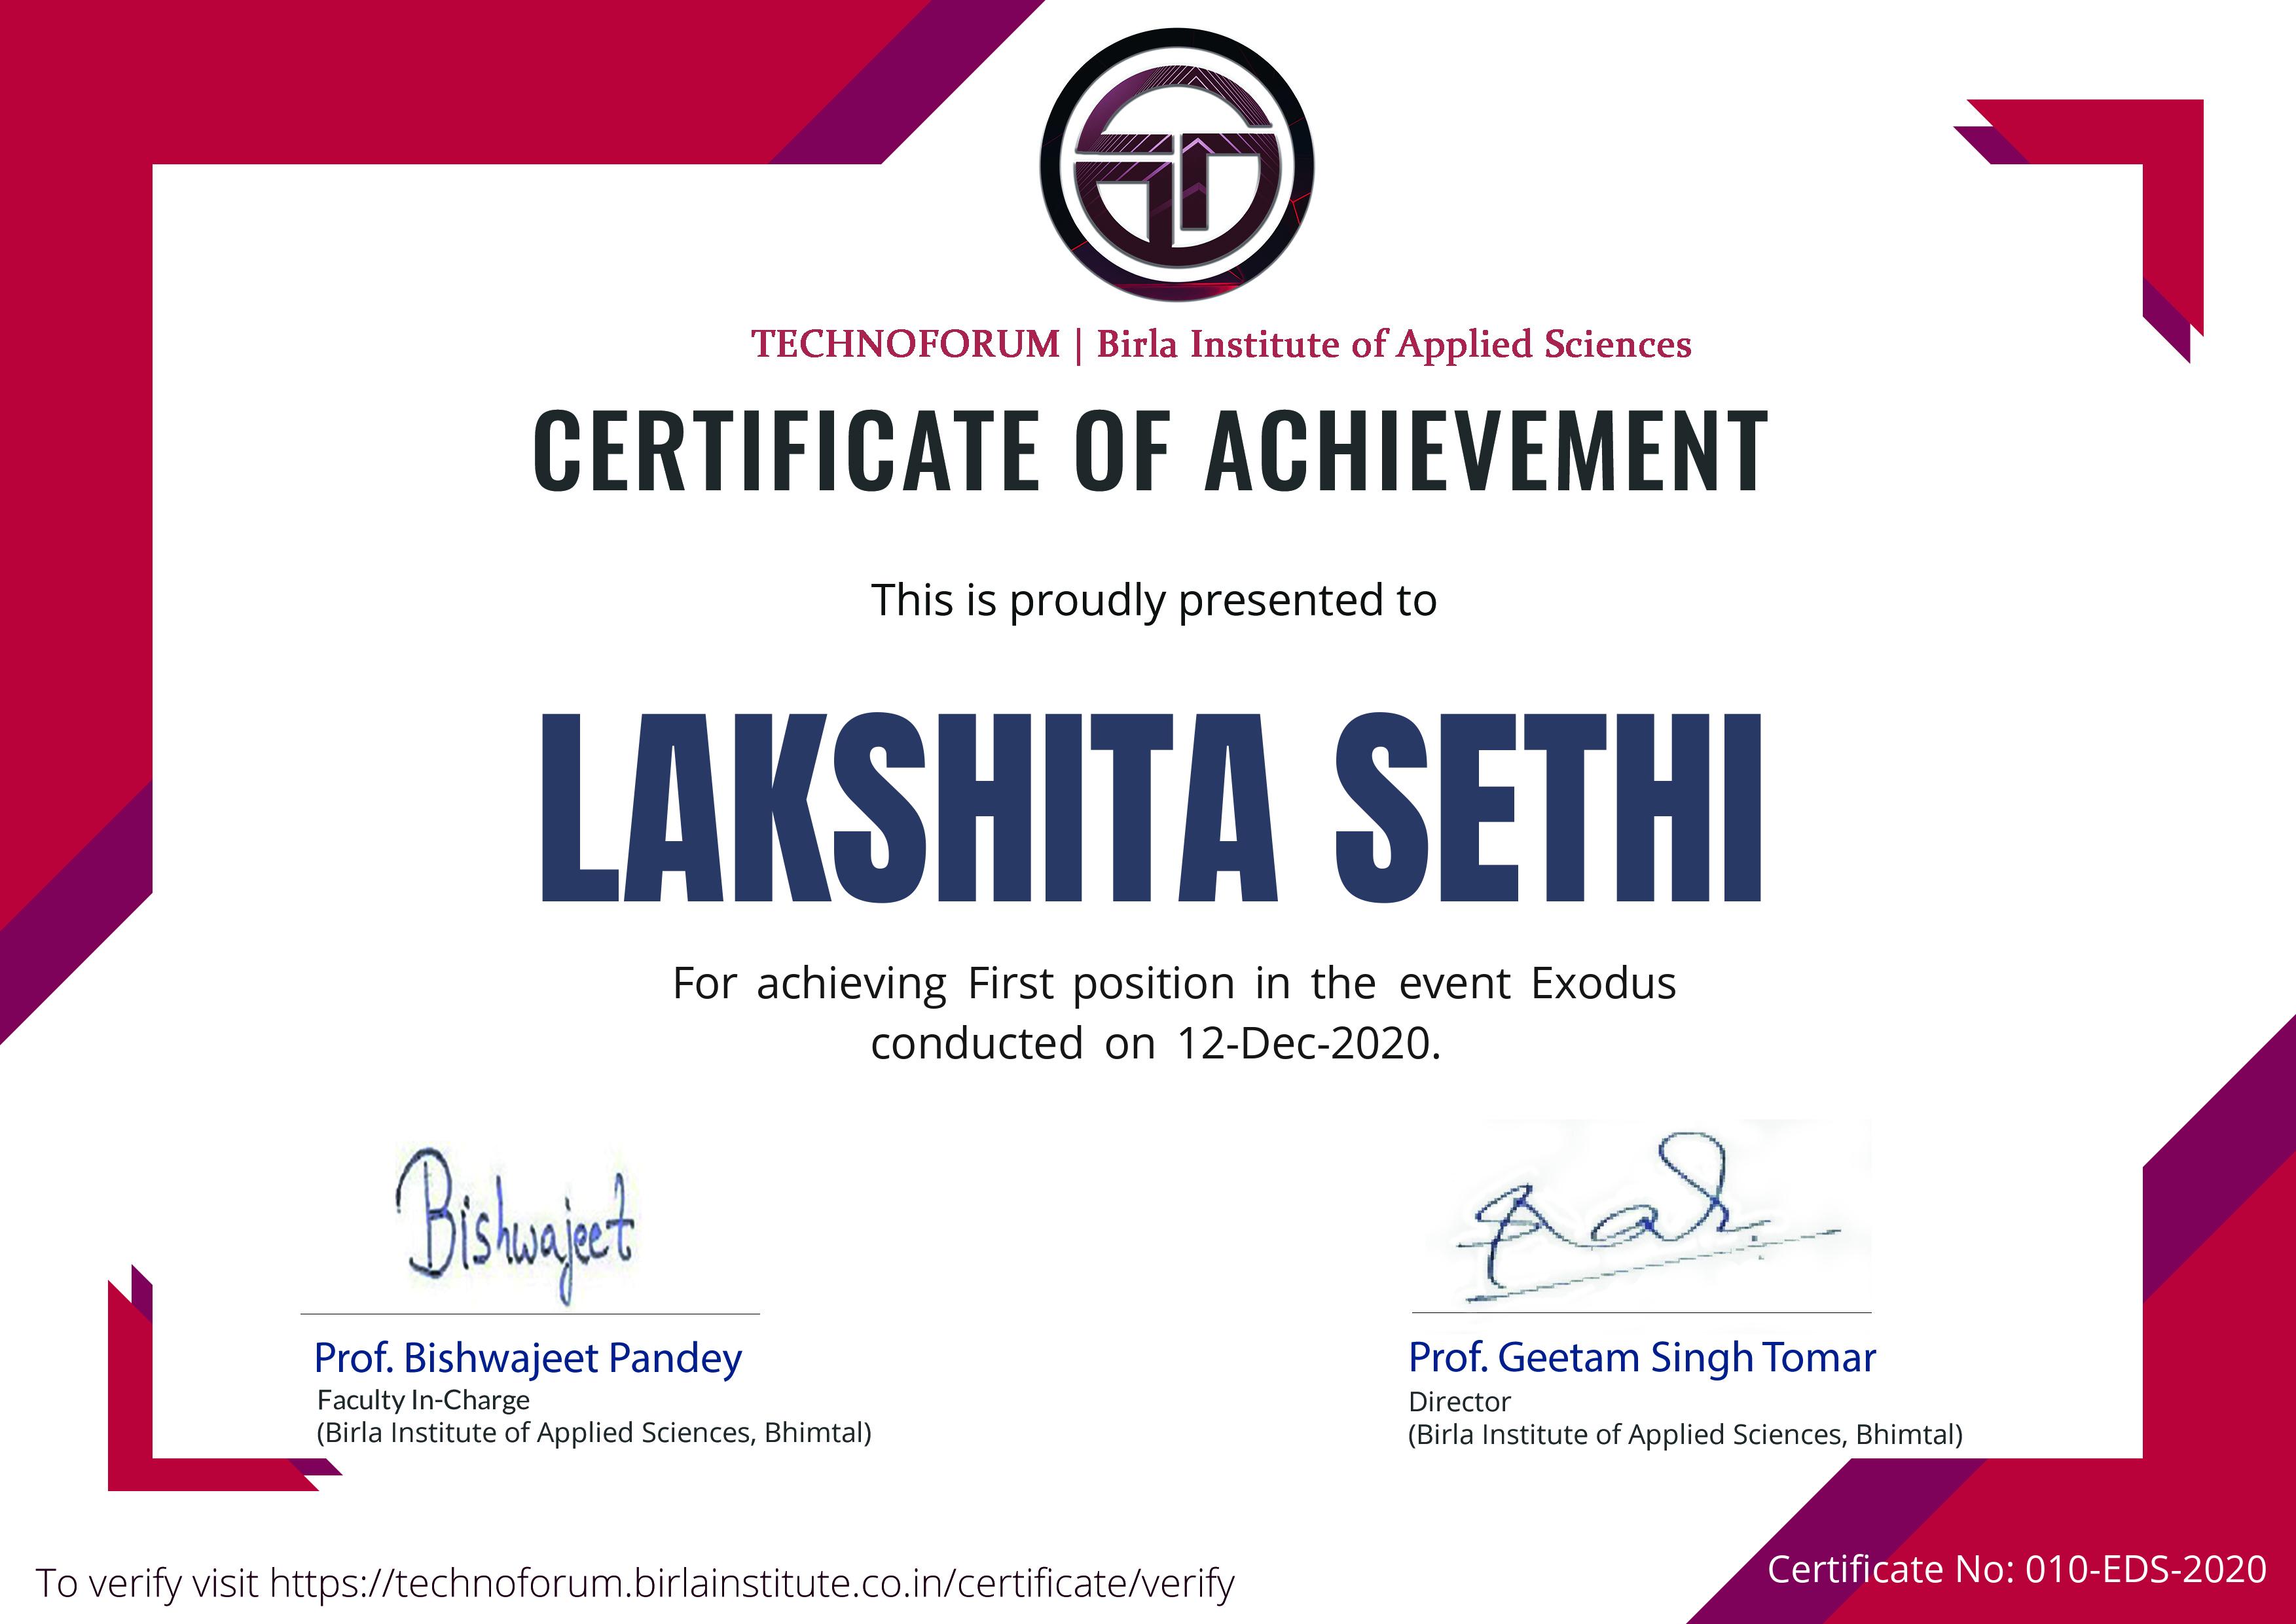 TECHNOFORUM | Birla Institute of Applied Sciences
CERTIFICATE OF ACHIEVEMENT
This is proudly presented to
LAKSHITA SETHI
For achieving First position in the event Exodus
conducted on 12-Dec-2020.
Bishwajeet
Prof. Bishwajeet Pandey
Faculty In-Charge
(Birla Institute of Applied Sciences, Bhimtal)
Prof. Geetam Singh Tomar
Director
(Birla Institute of Applied Sciences, Bhimtal)
To verify visit https://technoforum.birlainstitute.co.in/certificate/verify
Certificate No: 010-EDS-2020